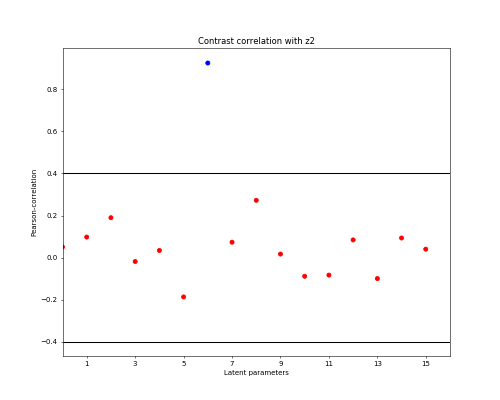 Contrast correlation with z2
0.8
0.6
0.4
0.2
0.0
−0.2
−0.4
Pearson-correlation
1 3 5 7 9 11 13 15
Latent parameters